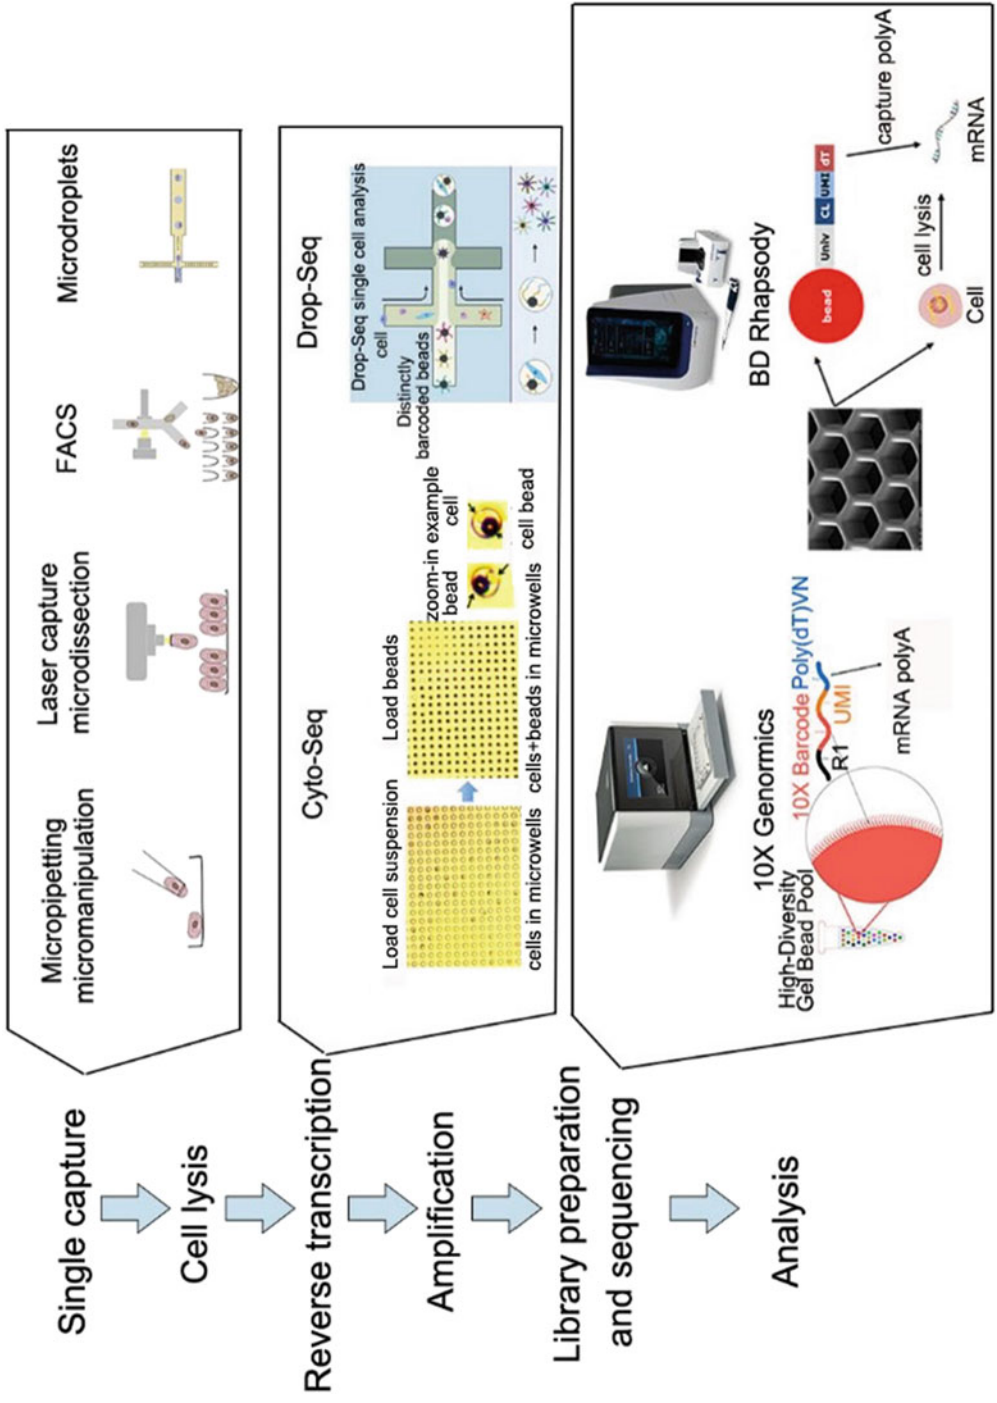 Single capture
Cell lysis
Reverse transcription
Amplification
Library preparation
and sequencing
Analysis
Micropipetting
micromanipulation
Laser capture
microdissection
FACS
Microdroplets
Cyto-Seq
Load cell suspension
Load beads
cells in microwells
cells+beads in microwells
zoom-in example
bead
cell
cell bead
Drop-Seq
Drop-Seq single cell analysis
cell
Distinctly
barcoded beads
10X Genormics
High-Diversity
Gel Bead Pool
10X Barcode Poly(dT)VN
R1
UMI
mRNA polyA
BD Rhapsody
bead
Univ
CL
UMI
dT
capture polyA
Cell
cell lysis
mRNA